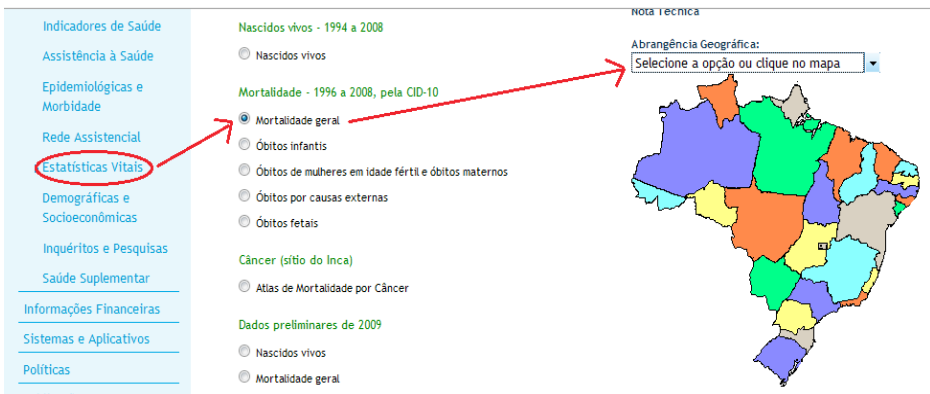 Indicadores de Saúde
Assistência à Saúde
Epidemiológicas e
Morbidade
Rede Assistencial
Estatísticas Vitais
Demográficas e
Socioeconômicas
Inquéritos e Pesquisas
Saúde Suplementar
Informações Financeiras
Sistemas e Aplicativos
Políticas
Nascidos vivos - 1994 a 2008
Nascidos vivos
Mortalidade - 1996 a 2008, pela CID-10
Mortalidade geral
Óbitos infantis
Óbitos de mulheres em idade fértil e óbitos maternos
Óbitos por causas externas
Óbitos fetais
Câncer (sítio do Inca)
Atlas de Mortalidade por Câncer
Dados preliminares de 2009
Nascidos vivos
Mortalidade geral
Nota Técnica
Abrangência Geográfica:
Selecione a opção ou clique no mapa